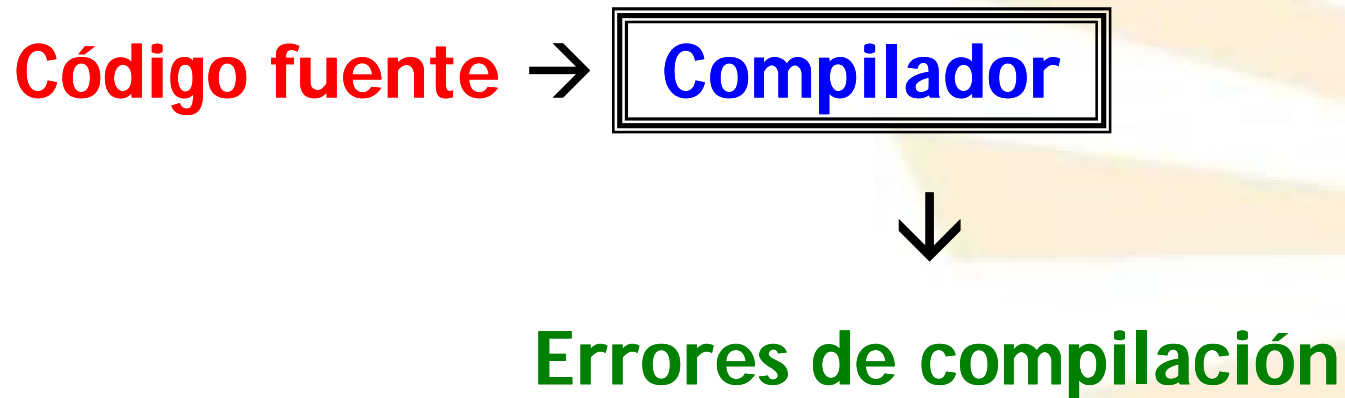 Código fuente → Compilador
↓
Errores de compilación